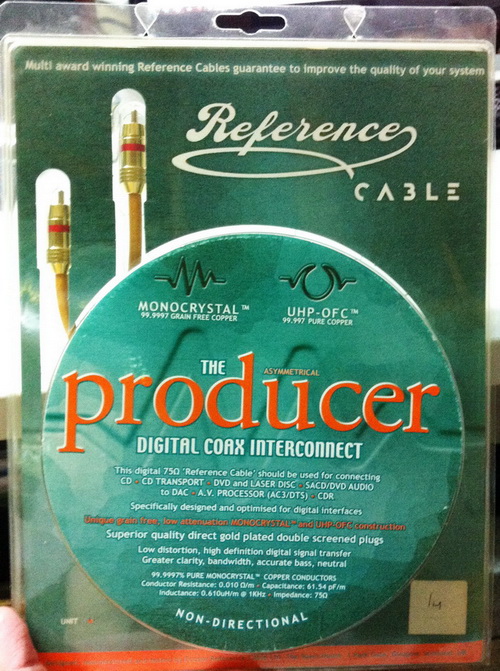 Multi award winning Reference Cables guarantee to improve the quality of your system
Reference
CABLE
MONOCRYSTAL™ UHP-OFC™
99.9997 GRAIN FREE COPPER 99.997 PURE COPPER
THE ASYMMETRICAL
producer
DIGITAL COAX INTERCONNECT
This digital 75Ω 'Reference Cable' should be used for connecting
CD • CD TRANSPORT • DVD and LASER DISC • SACD/DVD AUDIO
to DAC • A.V. PROCESSOR (AC3/DTS) • CDR
Specifically designed and optimised for digital interfaces
Unique grain free, low attenuation MONOCRYSTAL™ and UHP-OFC construction
Superior quality direct gold plated double screened plugs
Low distortion, high definition digital signal transfer
Greater clarity, bandwidth, accurate bass, neutral
99.9997% PURE MONOCRYSTAL™ COPPER CONDUCTORS
Conductor Resistance: 0.010 Ω/m • Capacitance: 61.54 pF/m
Inductance: 0.610uH/m @ 1KHz • Impedance: 75Ω
NON-DIRECTIONAL
UNIT
1M